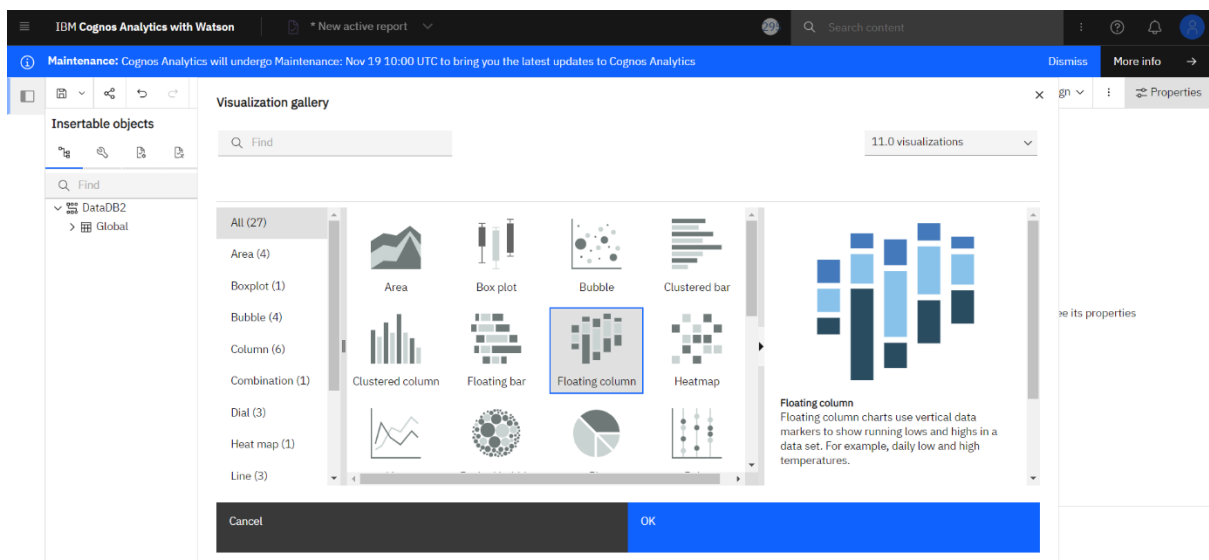 IBM Cognos Analytics with Watson
* New active report
Search content
Maintenance: Cognos Analytics will undergo Maintenance: Nov 19 10:00 UTC to bring you the latest updates to Cognos Analytics
Dismiss
More info
Visualization gallery
gn
Properties
Insertable objects
Find
11.0 visualizations
Find
DataDB2
Global
All (27)
Area (4)
Boxplot (1)
Bubble (4)
Column (6)
Combination (1)
Dial (3)
Heat map (1)
Line (3)
Area
Box plot
Bubble
Clustered bar
Clustered column
Floating bar
Floating column
Heatmap
Floating column
Floating column charts use vertical data
markers to show running lows and highs in a
data set. For example, daily low and high
temperatures.
ee its properties
Cancel
OK